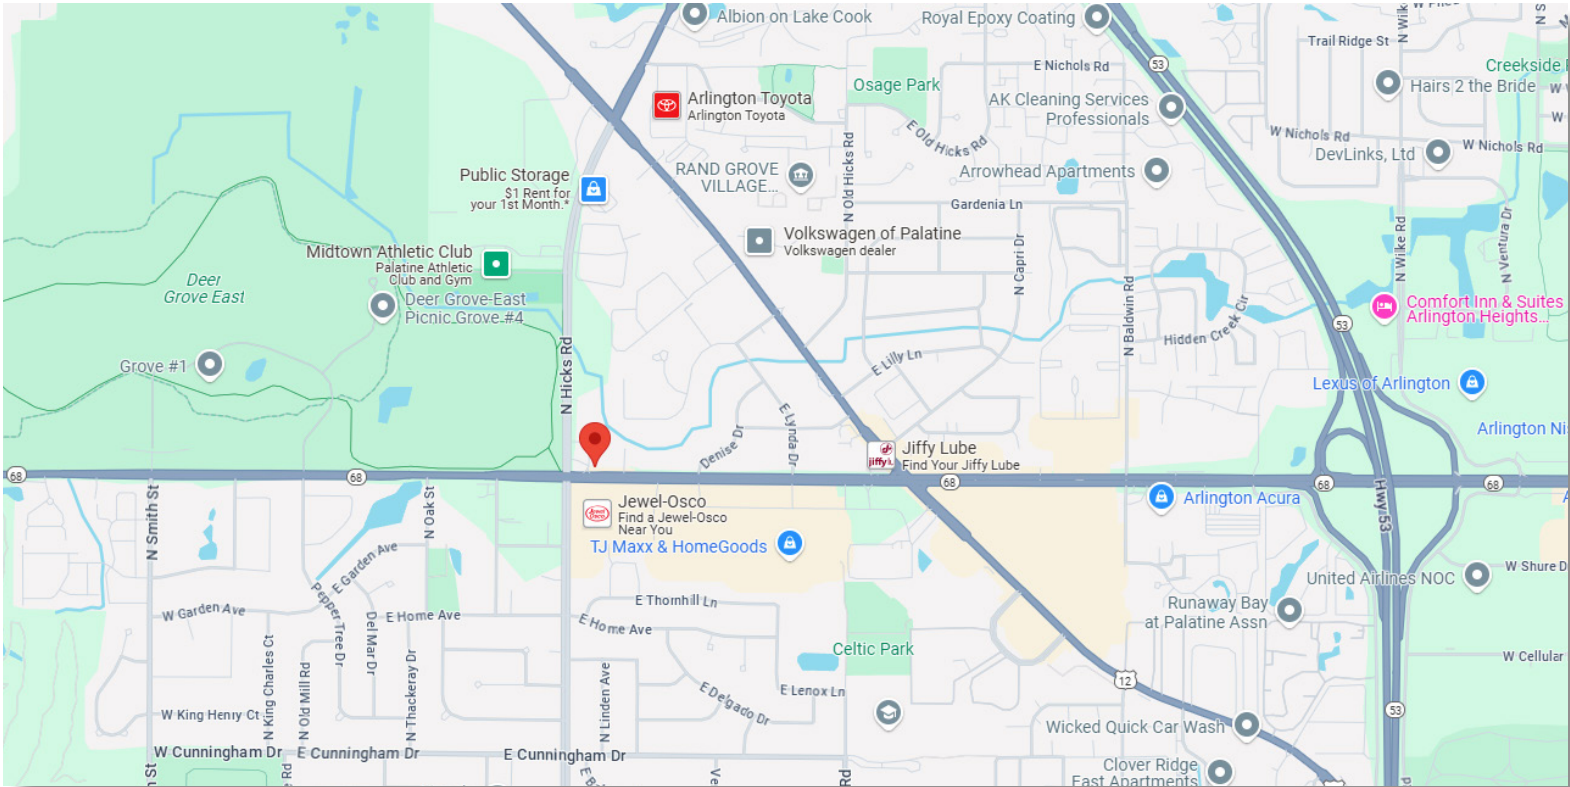 Albion on Lake Cook
Royal Epoxy Coating
Trail Ridge St
N Wilke
53
E Nichols Rd
Creekside
Osage Park
Hairs 2 the Bride
Arlington Toyota
Arlington Toyota
AK Cleaning Services
Professionals
E Old Hicks Rd
W Nichols Rd
W Nichols Rd
DevLinks, Ltd
N Old Hicks Rd
RAND GROVE
VILLAGE...
Arrowhead Apartments
Public Storage
$1 Rent for
your 1st Month.*
Gardenia Ln
Volkswagen of Palatine
Volkswagen dealer
N Capri Dr
N Wilke Rd
N Ventura Dr
Midtown Athletic Club
Palatine Athletic
Club and Gym
Deer
Grove East
Deer Grove-East
Picnic Grove #4
N Baldwin Rd
Hidden Creek Cir
53
Comfort Inn & Suites
Arlington Heights...
Grove #1
N Hicks Rd
E Lilly Ln
Lexus of Arlington
E Lynda Dr
Denise Dr
Arlington Ni
Jiffy Lube
Find Your Jiffy Lube
jiffy
68
68
68
68
68
Hwy 53
Jewel-Osco
Find a Jewel-Osco
Near You
Jewel
Osco
Arlington Acura
N Smith St
N Oak St
TJ Maxx & HomeGoods
E Garden Ave
W Shure D
United Airlines NOC
W Garden Ave
Pepper Tree Dr
Del Mar Dr
E Home Ave
E Thornhill Ln
E Home Ave
Runaway Bay
at Palatine Assn
N King Charles Ct
N Old Mill Rd
N Thackeray Dr
N Linden Ave
Celtic Park
W Cellular
12
E Delgado Dr
E Lenox Ln
53
W King Henry Ct
Wicked Quick Car Wash
W Cunningham Dr
E Cunningham Dr
E Cunningham Dr
Clover Ridge
East Apartments
St
Rd
Rd